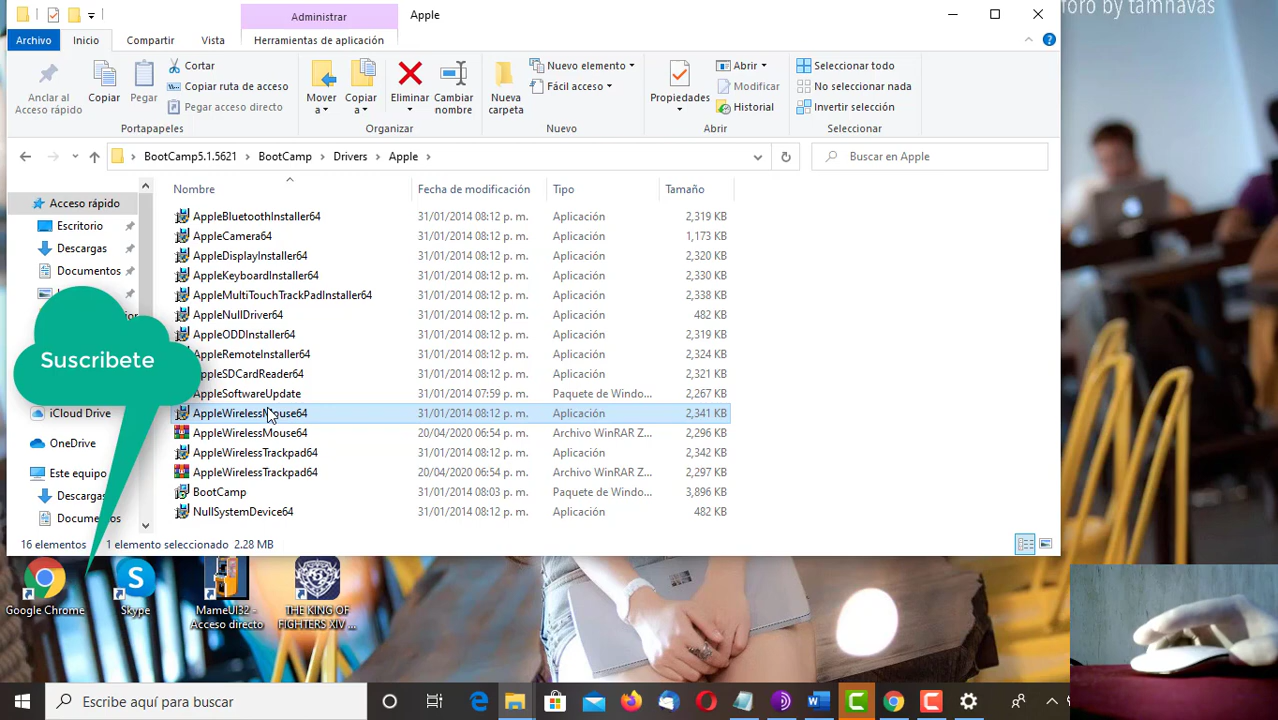 foro by tamnavas
Administrar
Apple
Archivo
Inicio
Compartir
Vista
Herramientas de aplicación
Anclar al
Acceso rápido
Copiar
Pegar
Cortar
Copiar ruta de acceso
Pegar acceso directo
Portapapeles
Mover
a
Copiar
a
Eliminar
Cambiar
nombre
Organizar
Nueva
carpeta
Nuevo elemento
Fácil acceso
Nuevo
Propiedades
Abrir
Modificar
Historial
Abrir
Seleccionar todo
No seleccionar nada
Invertir selección
Seleccionar
BootCamp5.1.5621 > BootCamp > Drivers > Apple >
Buscar en Apple
Nombre Fecha de modificación Tipo Tamaño
Acceso rápido
Escritorio
Descargas
Documentos
Suscribete
iCloud Drive
OneDrive
Este equipo
Descargas
Documentos
AppleBluetoothInstaller64 31/01/2014 08:12 p. m. Aplicación 2,319 KB
AppleCamera64 31/01/2014 08:12 p. m. Aplicación 1,173 KB
AppleDisplayInstaller64 31/01/2014 08:12 p. m. Aplicación 2,320 KB
AppleKeyboardInstaller64 31/01/2014 08:12 p. m. Aplicación 2,330 KB
AppleMultiTouchTrackPadInstaller64 31/01/2014 08:12 p. m. Aplicación 2,338 KB
AppleNullDriver64 31/01/2014 08:12 p. m. Aplicación 482 KB
AppleODDInstaller64 31/01/2014 08:12 p. m. Aplicación 2,319 KB
AppleRemoteInstaller64 31/01/2014 08:12 p. m. Aplicación 2,324 KB
AppleSDCardReader64 31/01/2014 08:12 p. m. Aplicación 2,321 KB
AppleSoftwareUpdate 31/01/2014 07:59 p. m. Paquete de Windo... 2,267 KB
AppleWirelessMouse64 31/01/2014 08:12 p. m. Aplicación 2,341 KB
AppleWirelessMouse64 20/04/2020 06:54 p. m. Archivo WinRAR Z... 2,296 KB
AppleWirelessTrackpad64 31/01/2014 08:12 p. m. Aplicación 2,342 KB
AppleWirelessTrackpad64 20/04/2020 06:54 p. m. Archivo WinRAR Z... 2,297 KB
BootCamp 31/01/2014 08:03 p. m. Paquete de Windo... 3,896 KB
NullSystemDevice64 31/01/2014 08:12 p. m. Aplicación 482 KB
16 elementos 1 elemento seleccionado 2.28 MB
Google Chrome
Skype
MameUI32 -
Acceso directo
THE KING OF
FIGHTERS XIV ...
Escribe aquí para buscar